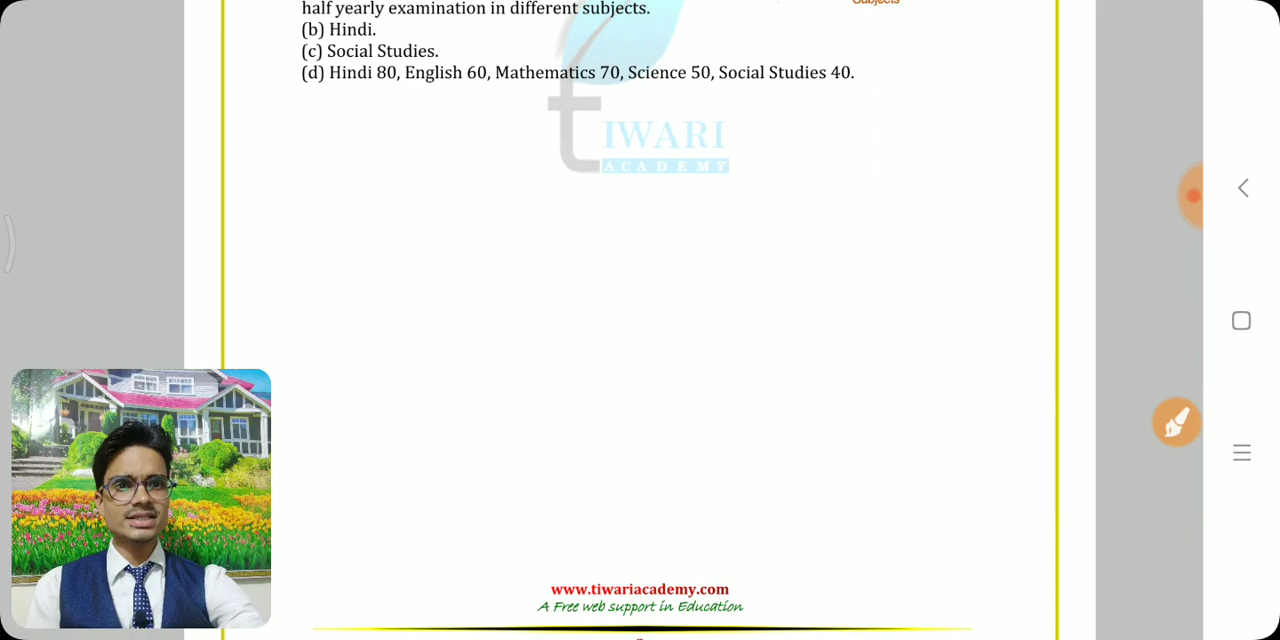 half yearly examination in different subjects.
Subjects
(b) Hindi.
(c) Social Studies.
(d) Hindi 80, English 60, Mathematics 70, Science 50, Social Studies 40.
tIWARI
ACADEMY
www.tiwariacademy.com
A Free web support in Education